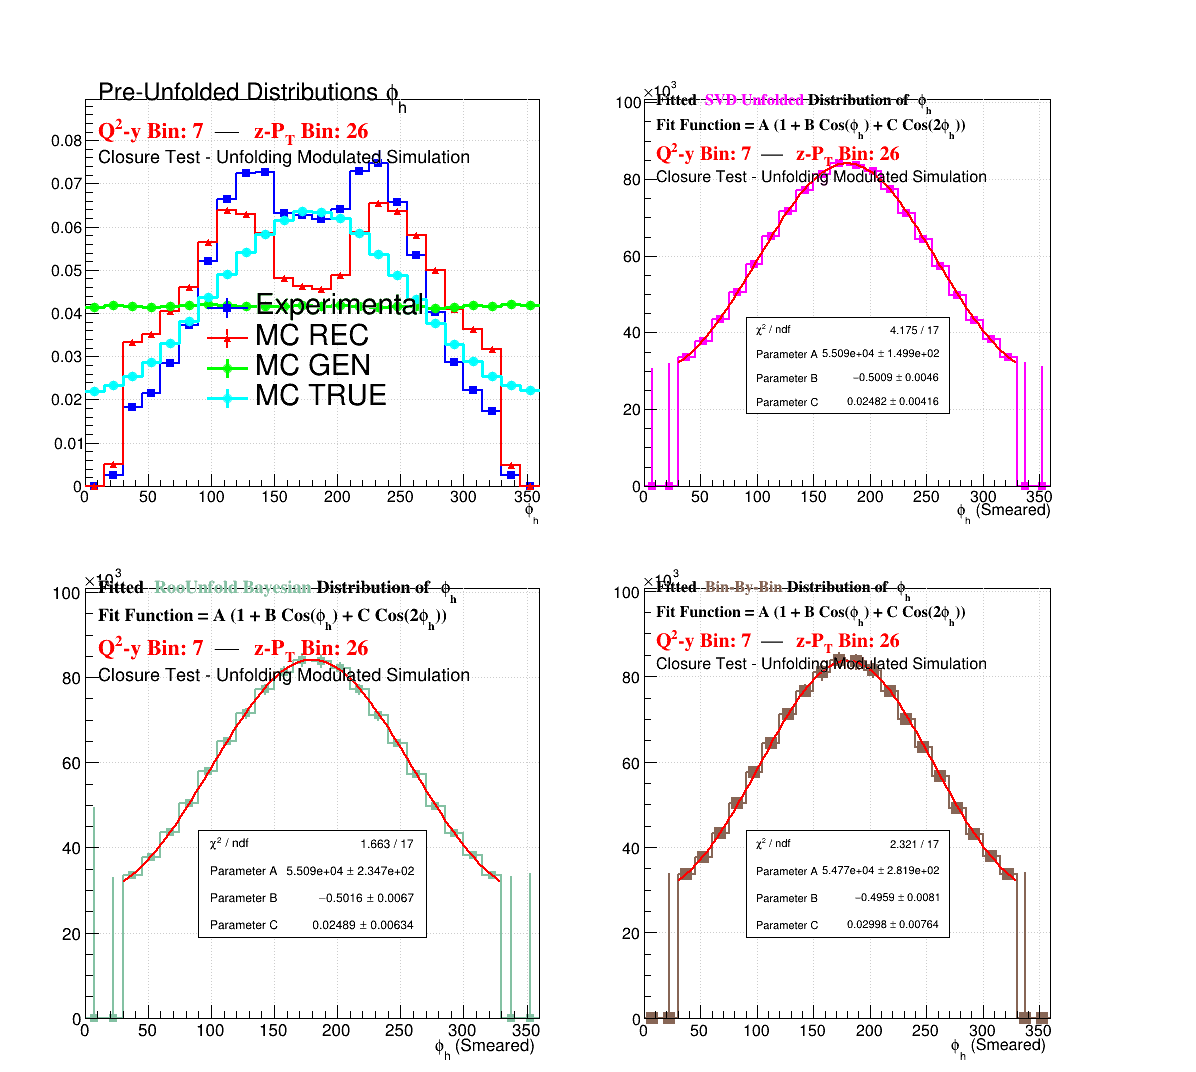 Pre-Unfolded Distributions ϕh
Q2-y Bin: 7 — z-PT Bin: 26
Closure Test - Unfolding Modulated Simulation
0.08
0.07
0.06
0.05
0.04
0.03
0.02
0.01
0
Experimental
MC REC
MC GEN
MC TRUE
0 50 100 150 200 250 300 350
ϕh
×10³
Fitted SVD Unfolded Distribution of ϕh
Fit Function = A (1 + B Cos(ϕh) + C Cos(2ϕh))
Q2-y Bin: 7 — z-PT Bin: 26
Closure Test - Unfolding Modulated Simulation
100
80
60
40
20
0
χ² / ndf 4.175 / 17
Parameter A 5.509e+04 ± 1.499e+02
Parameter B −0.5009 ± 0.0046
Parameter C 0.02482 ± 0.00416
0 50 100 150 200 250 300 350
ϕh (Smeared)
×10³
Fitted RooUnfold Bayesian Distribution of ϕh
Fit Function = A (1 + B Cos(ϕh) + C Cos(2ϕh))
Q2-y Bin: 7 — z-PT Bin: 26
Closure Test - Unfolding Modulated Simulation
100
80
60
40
20
0
χ² / ndf 1.663 / 17
Parameter A 5.509e+04 ± 2.347e+02
Parameter B −0.5016 ± 0.0067
Parameter C 0.02489 ± 0.00634
0 50 100 150 200 250 300 350
ϕh (Smeared)
×10³
Fitted Bin-By-Bin Distribution of ϕh
Fit Function = A (1 + B Cos(ϕh) + C Cos(2ϕh))
Q2-y Bin: 7 — z-PT Bin: 26
Closure Test - Unfolding Modulated Simulation
100
80
60
40
20
0
χ² / ndf 2.321 / 17
Parameter A 5.477e+04 ± 2.819e+02
Parameter B −0.4959 ± 0.0081
Parameter C 0.02998 ± 0.00764
0 50 100 150 200 250 300 350
ϕh (Smeared)